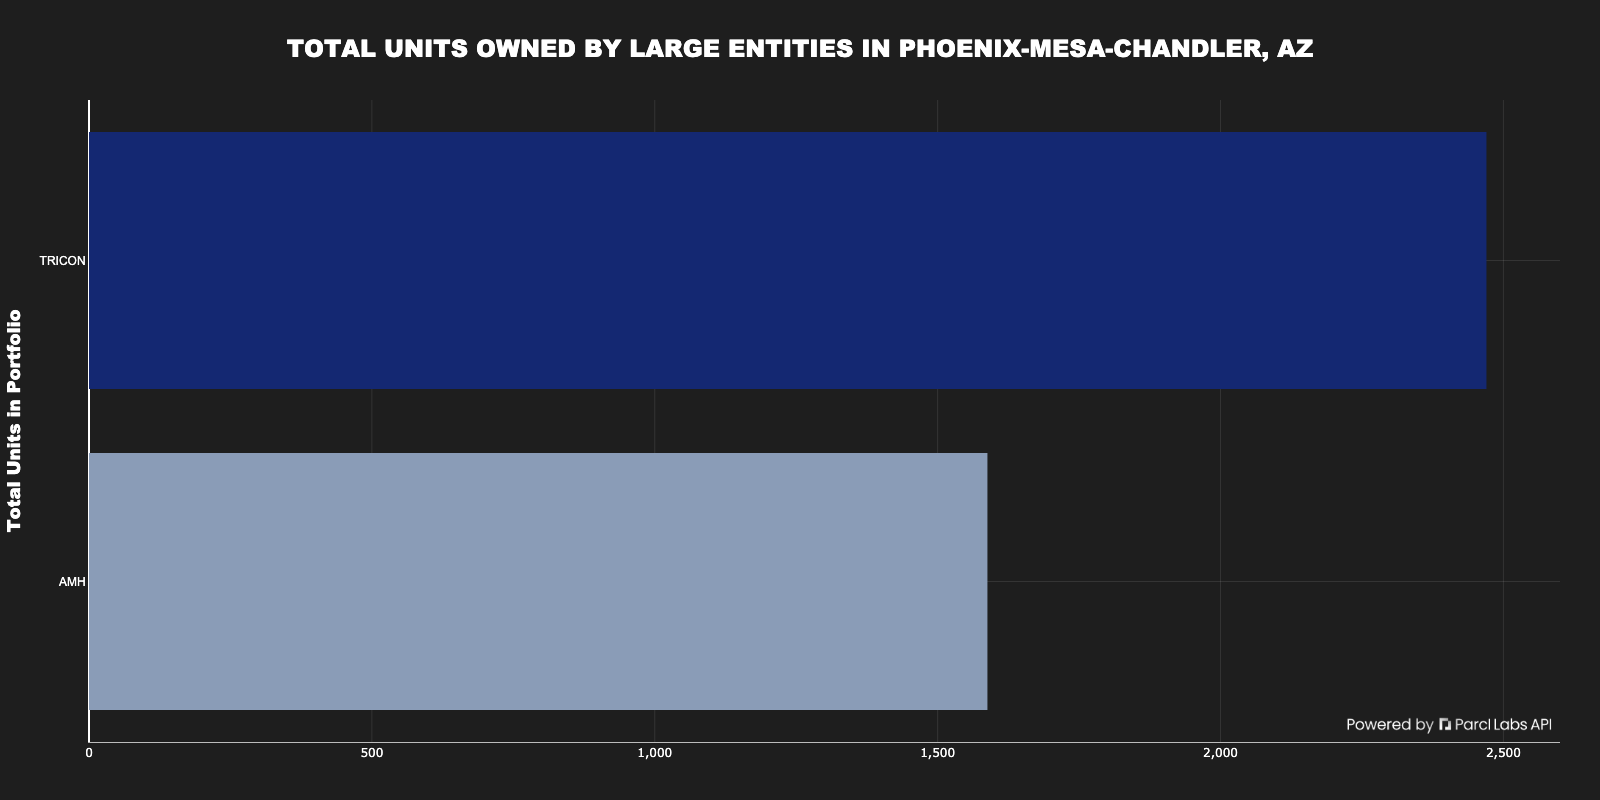 TOTAL UNITS OWNED BY LARGE ENTITIES IN PHOENIX-MESA-CHANDLER, AZ
Total Units in Portfolio
TRICON
AMH
Powered by Parcl Labs API
0 500 1,000 1,500 2,000 2,500